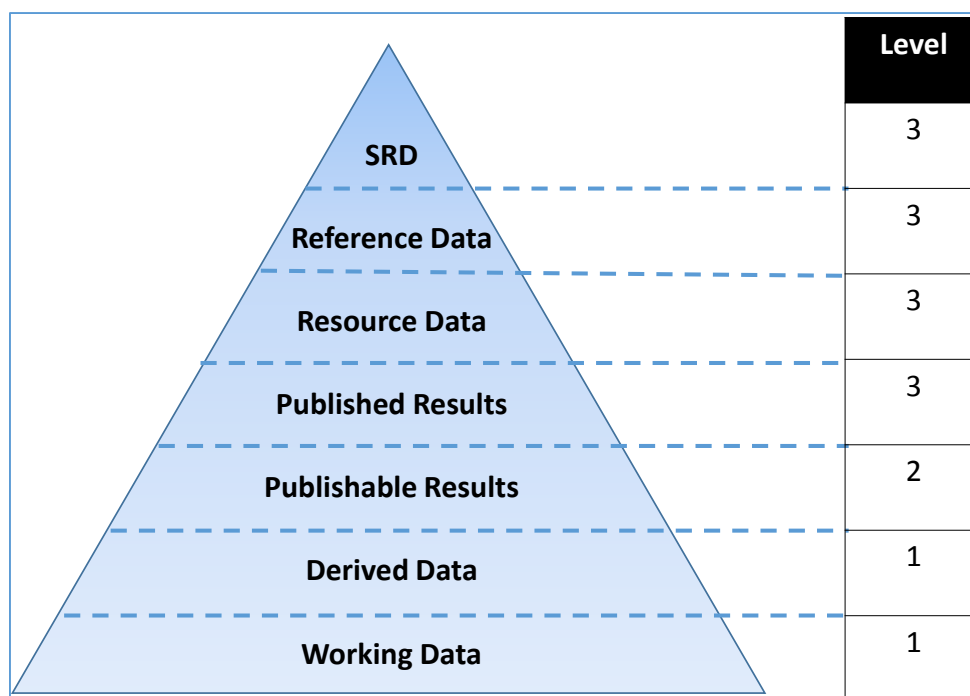 Level
SRD
3
Reference Data
3
Resource Data
3
Published Results
3
Publishable Results
2
Derived Data
1
Working Data
1